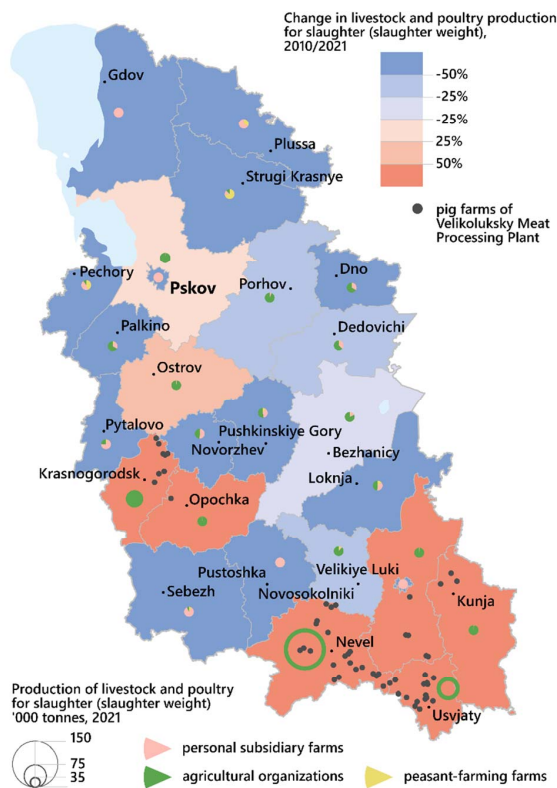 Change in livestock and poultry production
for slaughter (slaughter weight),
2010/2021
-50%
-25%
-25%
25%
50%
pig farms of
Velikoluksky Meat
Processing Plant
Gdov
Plussa
Strugi Krasnye
Pechory
Pskov
Porhov
Dno
Palkino
Dedovichi
Ostrov
Pytalovo
Pushkinskiye Gory
Novorzhev
Bezhanicy
Krasnogorodsk
Loknja
Opochka
Velikiye Luki
Pustoshka
Sebezh
Novosokolniki
Kunja
Nevel
Usvjaty
Production of livestock and poultry
for slaughter (slaughter weight)
'000 tonnes, 2021
150
75
35
personal subsidiary farms
agricultural organizations
peasant-farming farms